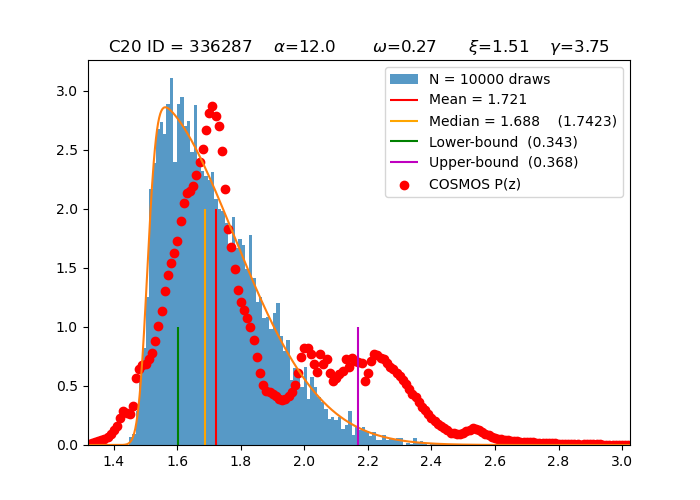 C20 ID = 336287 α=12.0 ω=0.27 ξ=1.51 γ=3.75
N = 10000 draws
Mean = 1.721
Median = 1.688 (1.7423)
Lower-bound (0.343)
Upper-bound (0.368)
COSMOS P(z)
3.0
2.5
2.0
1.5
1.0
0.5
0.0
1.4 1.6 1.8 2.0 2.2 2.4 2.6 2.8 3.0